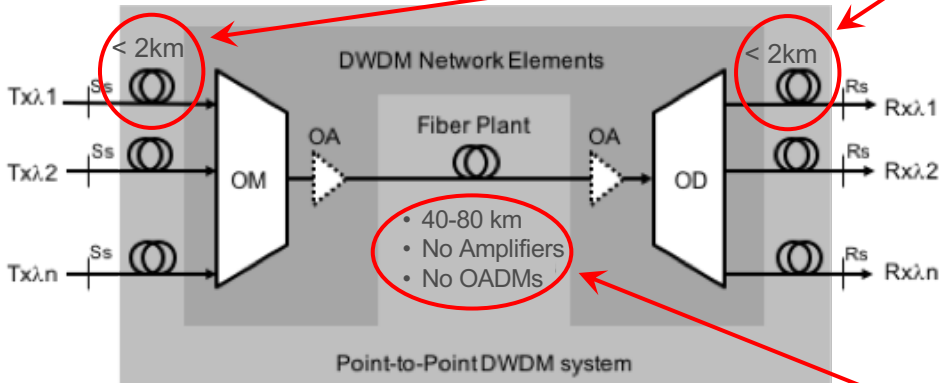 < 2km
< 2km
DWDM Network Elements
Txλ1
Ss
Rs
Rxλ1
Fiber Plant
OA
OA
Txλ2
Ss
OM
OD
Rs
Rxλ2
• 40-80 km
• No Amplifiers
• No OADMs
Txλn
Ss
Rs
Rxλn
Point-to-Point DWDM system